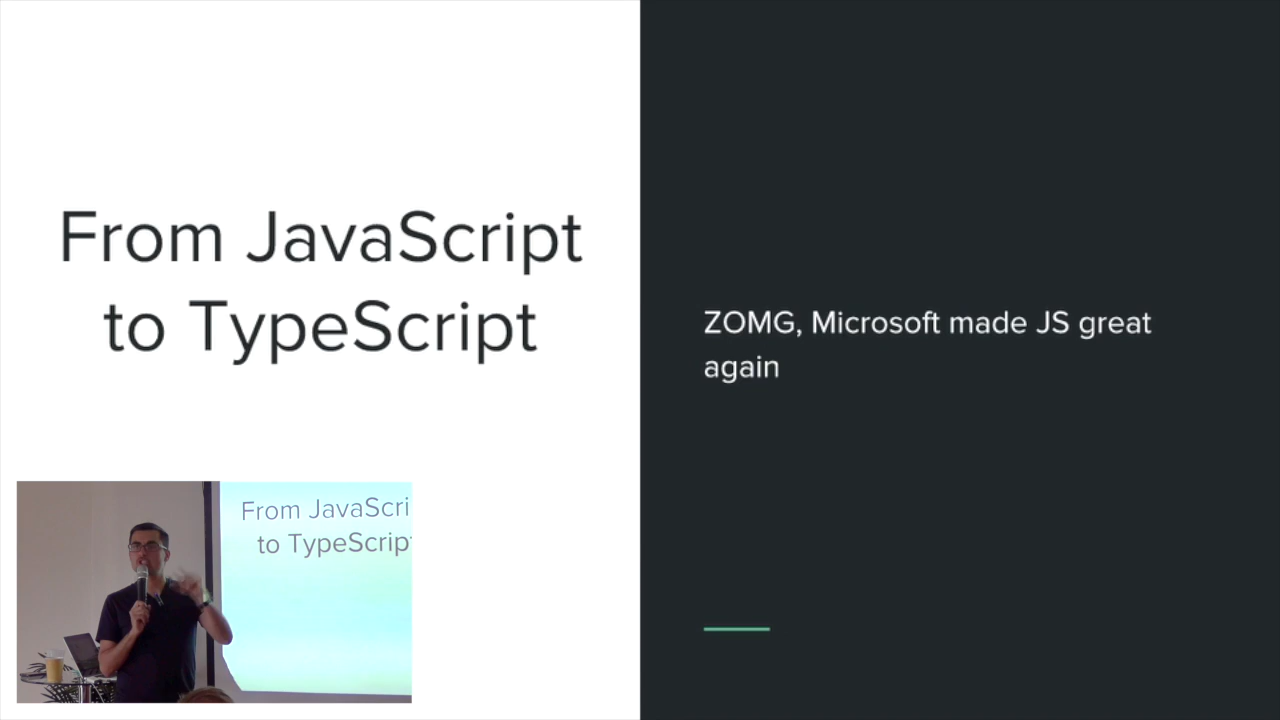 From JavaScript
to TypeScript
ZOMG, Microsoft made JS great
again
From JavaScri
to TypeScript